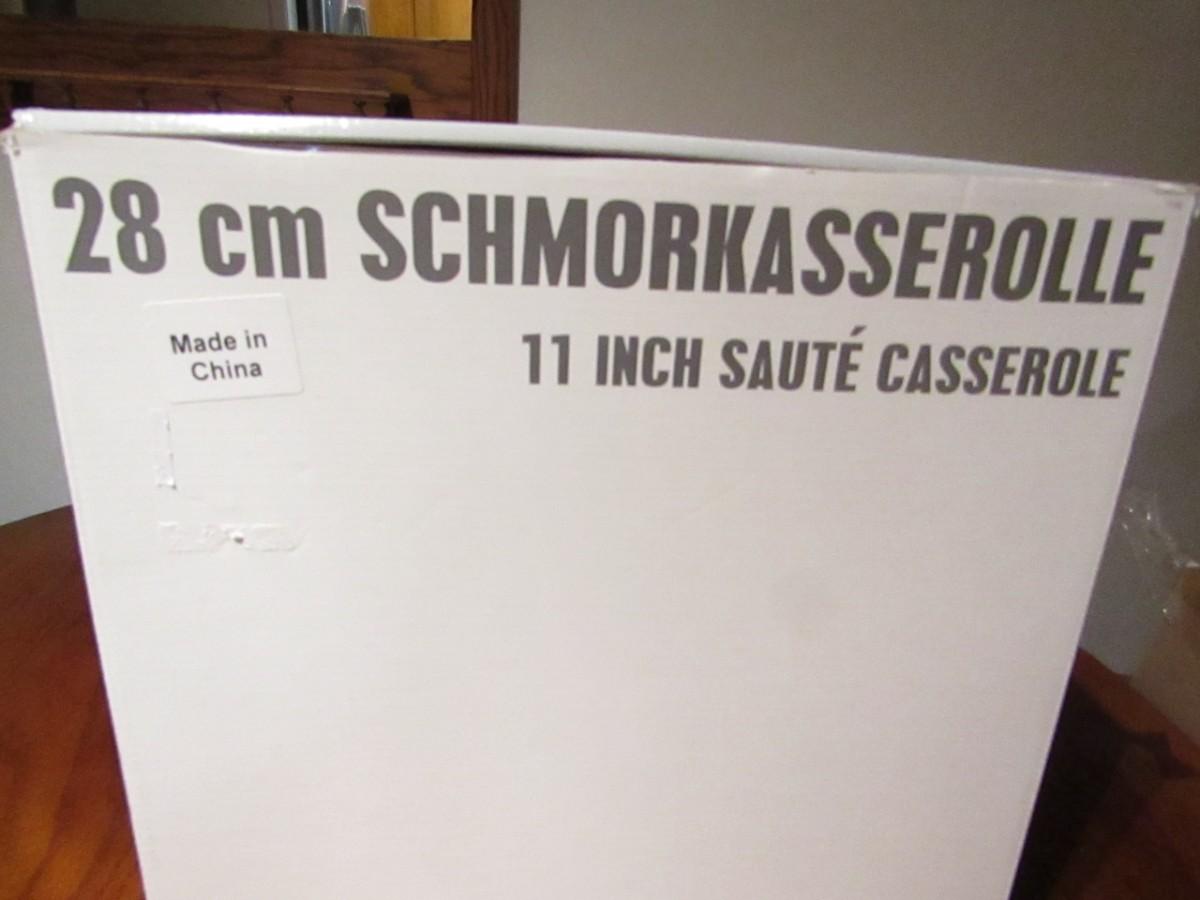 28 cm SCHMORKASSEROLLE
11 INCH SAUTÉ CASSEROLE
Made in
China